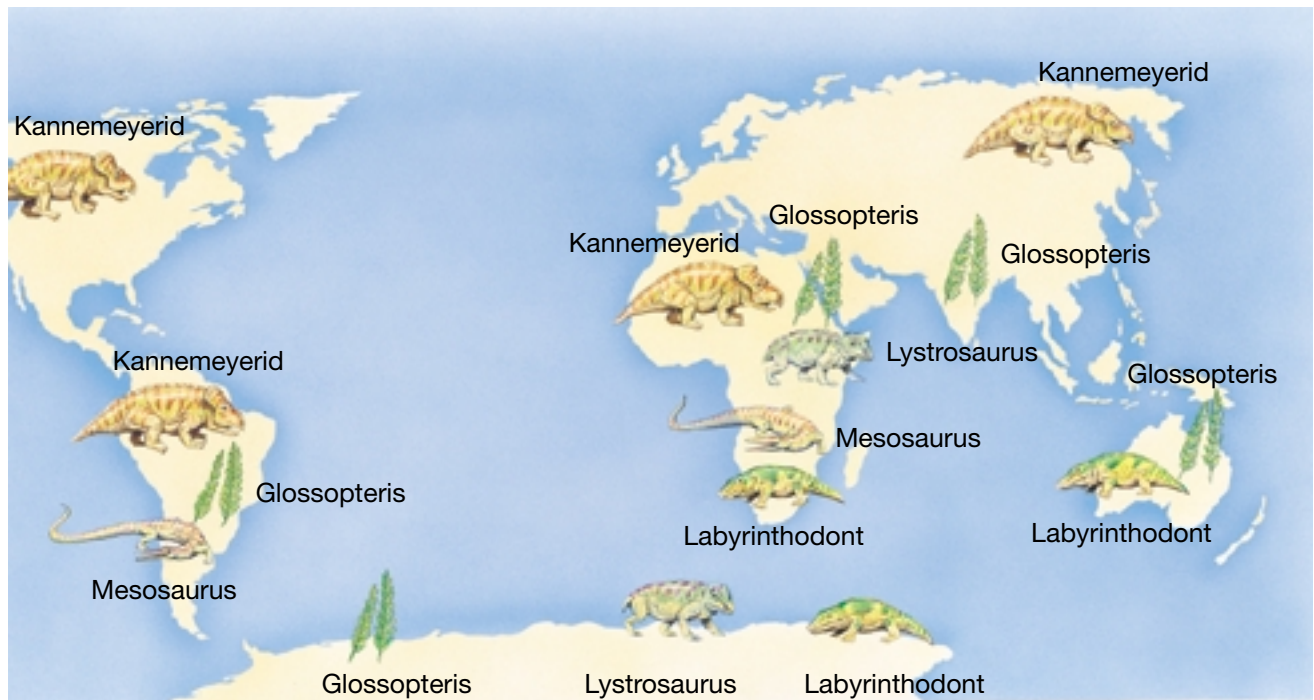 Kannemeyerid
Kannemeyerid
Glossopteris
Kannemeyerid
Glossopteris
Lystrosaurus
Kannemeyerid
Glossopteris
Mesosaurus
Glossopteris
Labyrinthodont
Labyrinthodont
Mesosaurus
Glossopteris
Lystrosaurus
Labyrinthodont